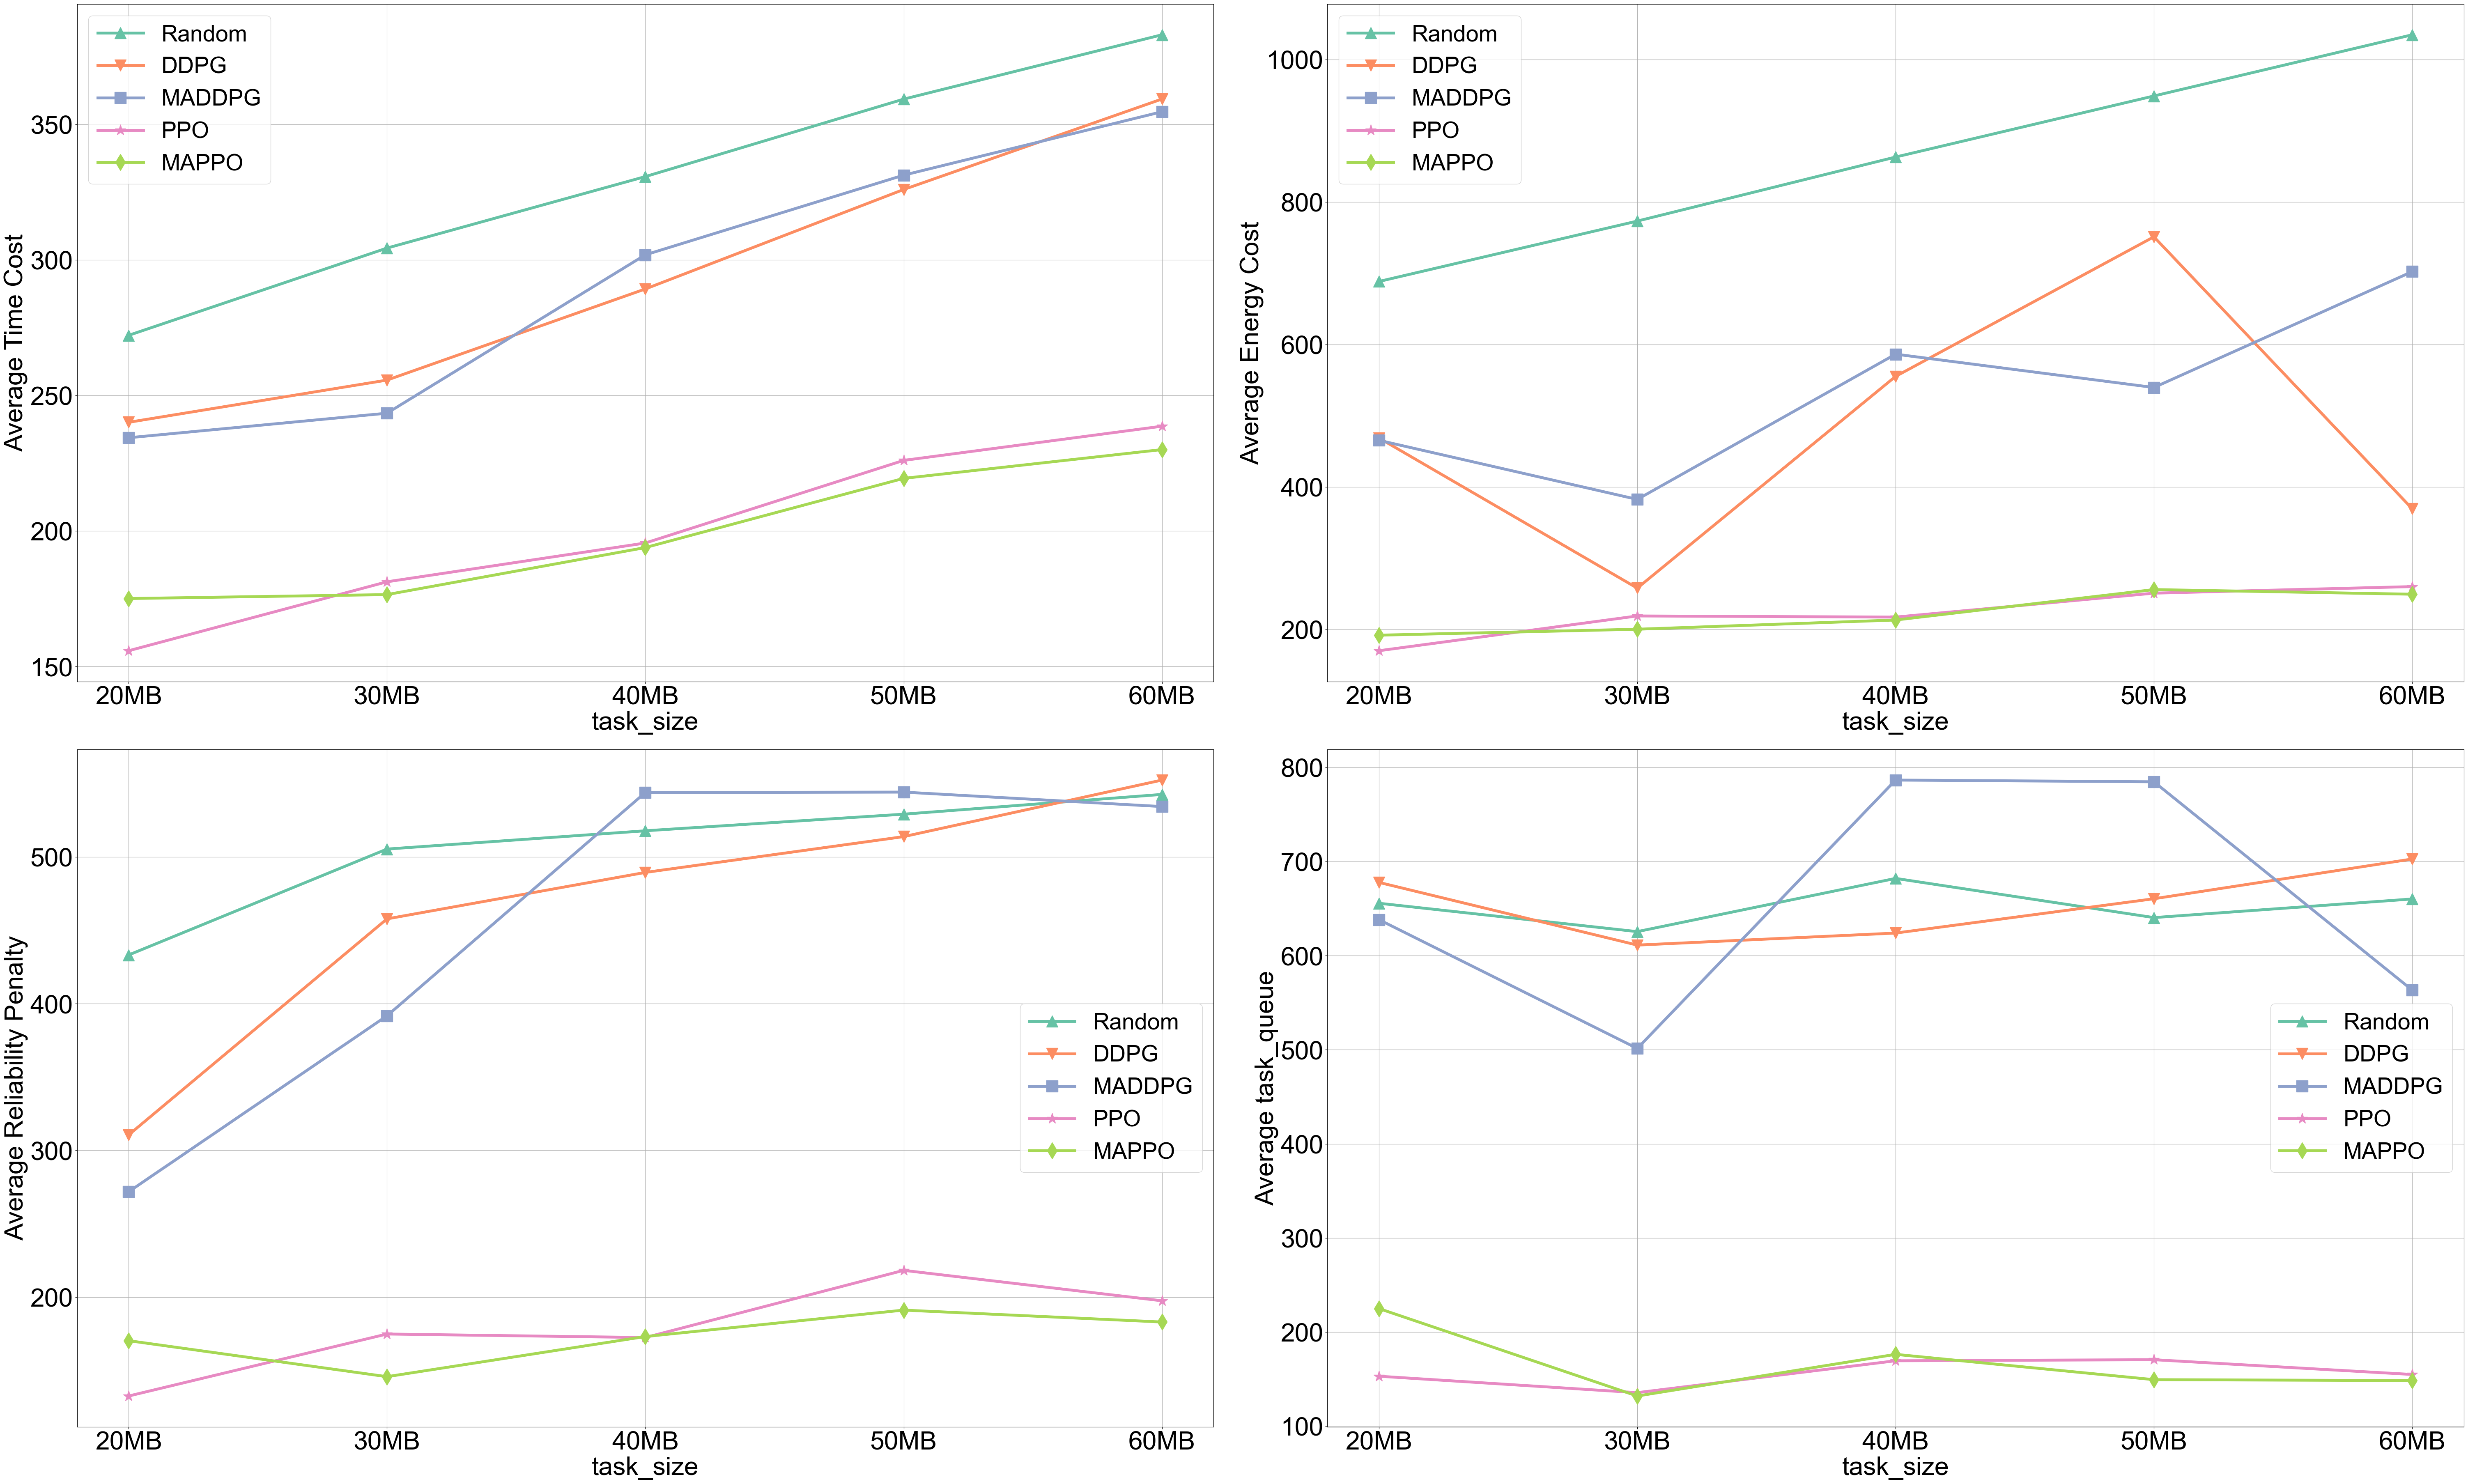 Random
DDPG
MADDPG
PPO
MAPPO
350
300
250
200
150
Average Time Cost
20MB 30MB 40MB 50MB 60MB
task_size
Random
DDPG
MADDPG
PPO
MAPPO
1000
800
600
400
200
Average Energy Cost
20MB 30MB 40MB 50MB 60MB
task_size
500
400
300
200
Average Reliability Penalty
Random
DDPG
MADDPG
PPO
MAPPO
20MB 30MB 40MB 50MB 60MB
task_size
800
700
600
500
400
300
200
100
Average task_queue
Random
DDPG
MADDPG
PPO
MAPPO
20MB 30MB 40MB 50MB 60MB
task_size